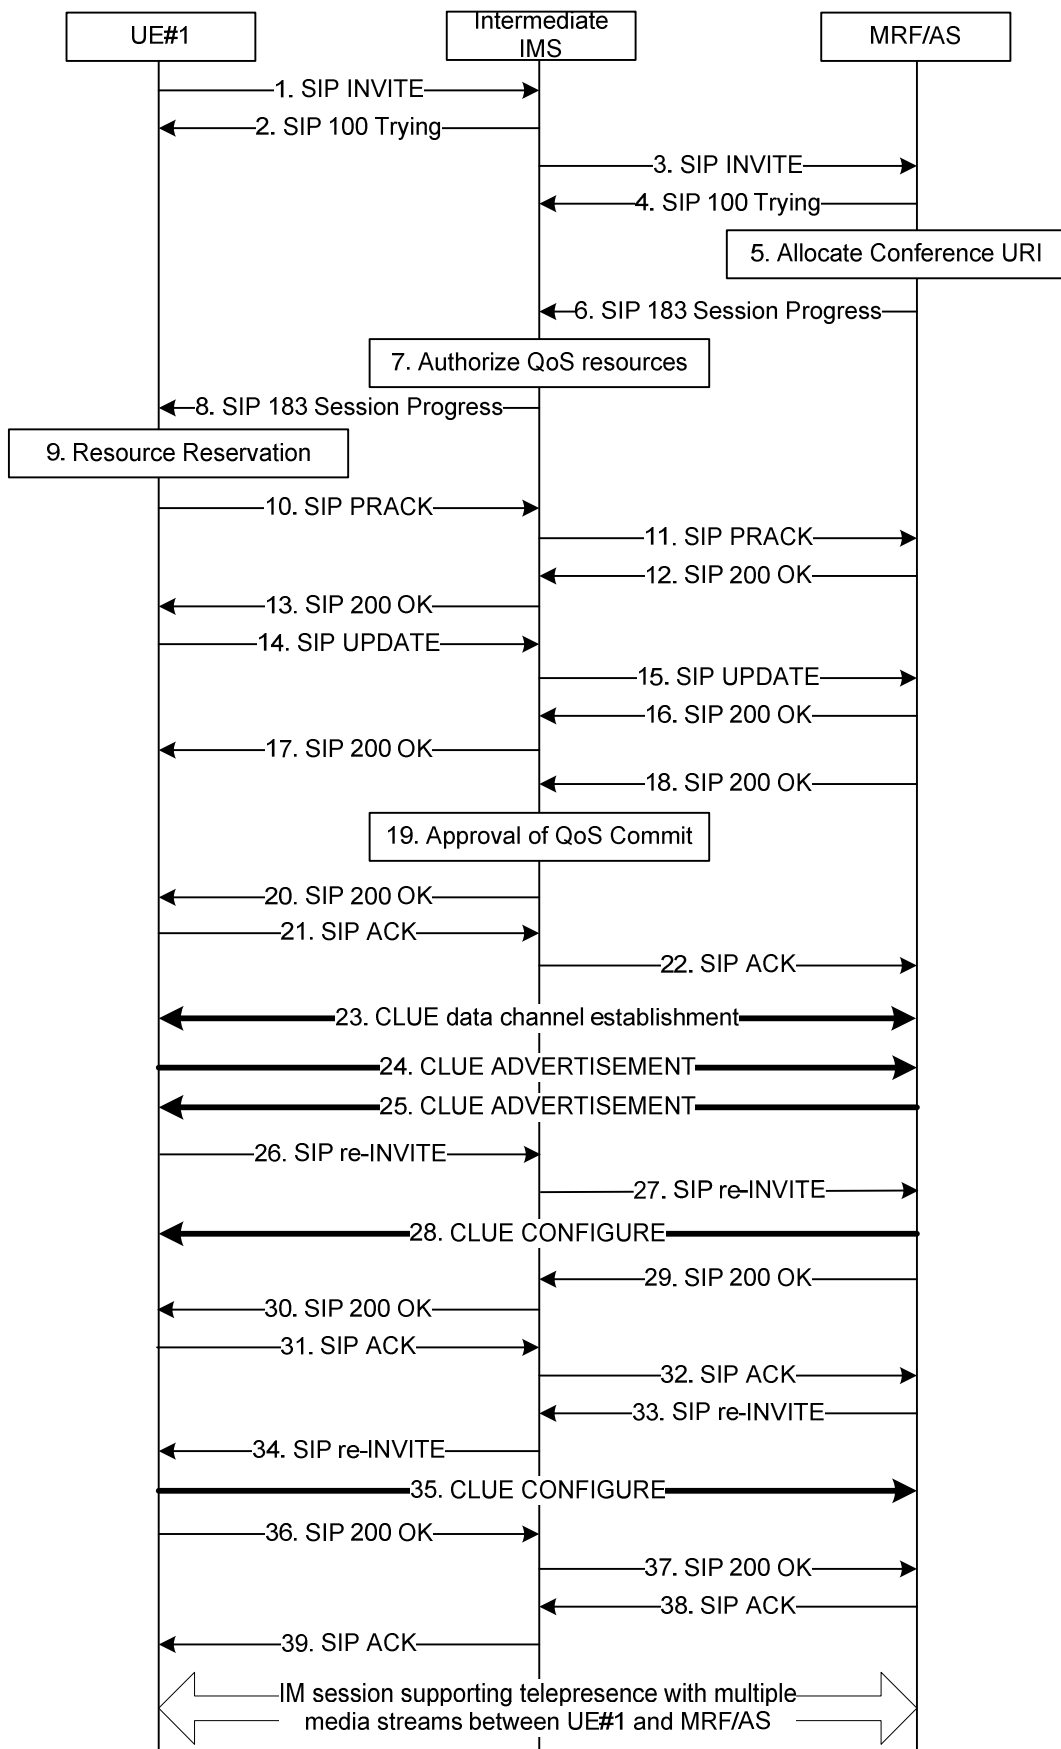 UE#1
Intermediate
IMS
MRF/AS
1. SIP INVITE
2. SIP 100 Trying
3. SIP INVITE
4. SIP 100 Trying
5. Allocate Conference URI
6. SIP 183 Session Progress
7. Authorize QoS resources
8. SIP 183 Session Progress
9. Resource Reservation
10. SIP PRACK
11. SIP PRACK
12. SIP 200 OK
13. SIP 200 OK
14. SIP UPDATE
15. SIP UPDATE
16. SIP 200 OK
17. SIP 200 OK
18. SIP 200 OK
19. Approval of QoS Commit
20. SIP 200 OK
21. SIP ACK
22. SIP ACK
23. CLUE data channel establishment
24. CLUE ADVERTISEMENT
25. CLUE ADVERTISEMENT
26. SIP re-INVITE
27. SIP re-INVITE
28. CLUE CONFIGURE
29. SIP 200 OK
30. SIP 200 OK
31. SIP ACK
32. SIP ACK
33. SIP re-INVITE
34. SIP re-INVITE
35. CLUE CONFIGURE
36. SIP 200 OK
37. SIP 200 OK
38. SIP ACK
39. SIP ACK
IM session supporting telepresence with multiple
media streams between UE#1 and MRF/AS